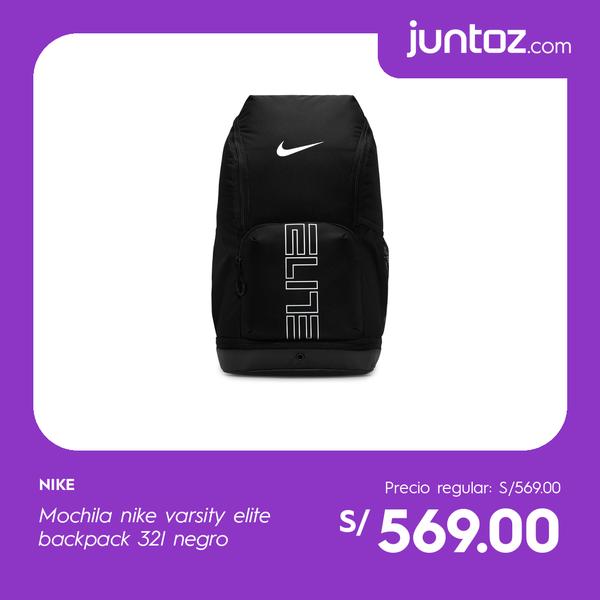 juntoz.com
ELITE
NIKE
Mochila nike varsity elite
backpack 32l negro
Precio regular: S/569.00
S/ 569.00